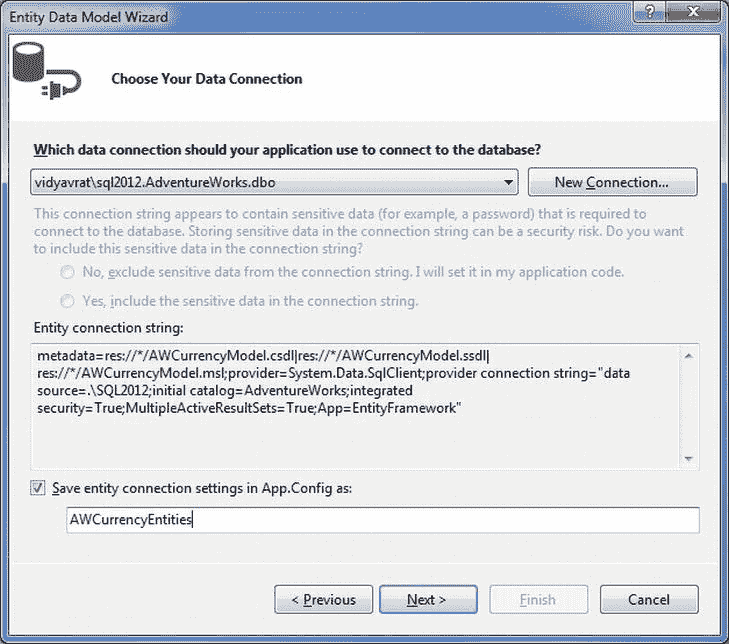 Entity Data Model Wizard
?
X
Choose Your Data Connection
Which data connection should your application use to connect to the database?
vidyavrat\sql2012.AdventureWorks.dbo
New Connection...
This connection string appears to contain sensitive data (for example, a password) that is required to
connect to the database. Storing sensitive data in the connection string can be a security risk. Do you want
to include this sensitive data in the connection string?
No, exclude sensitive data from the connection string. I will set it in my application code.
Yes, include the sensitive data in the connection string.
Entity connection string:
metadata=res://*/AWCurrencyModel.csdl|res://*/AWCurrencyModel.ssdl|
res://*/AWCurrencyModel.msl;provider=System.Data.SqlClient;provider connection string="data
source=.\SQL2012;initial catalog=AdventureWorks;integrated
security=True;MultipleActiveResultSets=True;App=EntityFramework"
Save entity connection settings in App.Config as:
AWCurrencyEntities
< Previous
Next >
Finish
Cancel